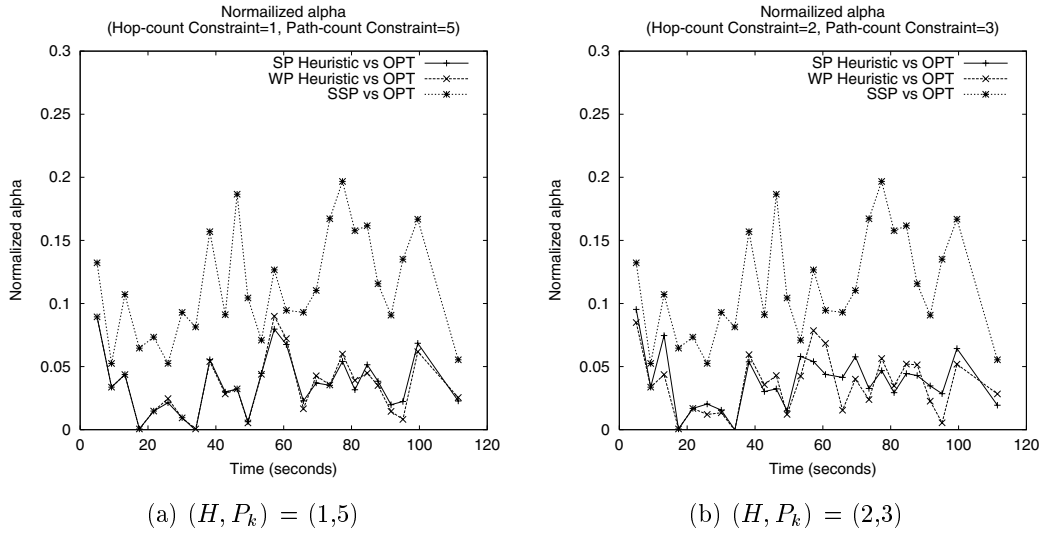 Normailized alpha
(Hop-count Constraint=1, Path-count Constraint=5)
0.3
0.25
0.2
0.15
0.1
0.05
0
Normalized alpha
SP Heuristic vs OPT
WP Heuristic vs OPT
SSP vs OPT
0 20 40 60 80 100 120
Time (seconds)
(a) (H, P_k) = (1,5)
Normailized alpha
(Hop-count Constraint=2, Path-count Constraint=3)
0.3
0.25
0.2
0.15
0.1
0.05
0
Normalized alpha
SP Heuristic vs OPT
WP Heuristic vs OPT
SSP vs OPT
0 20 40 60 80 100 120
Time (seconds)
(b) (H, P_k) = (2,3)